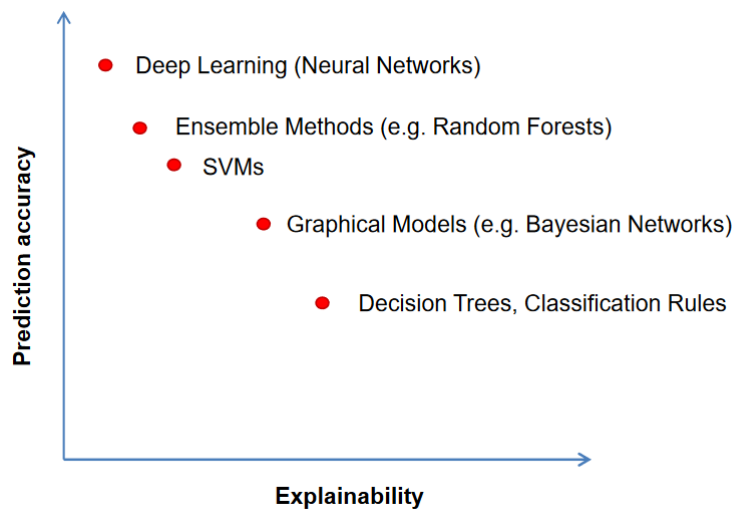 Deep Learning (Neural Networks)
Ensemble Methods (e.g. Random Forests)
SVMs
Graphical Models (e.g. Bayesian Networks)
Decision Trees, Classification Rules
Prediction accuracy
Explainability